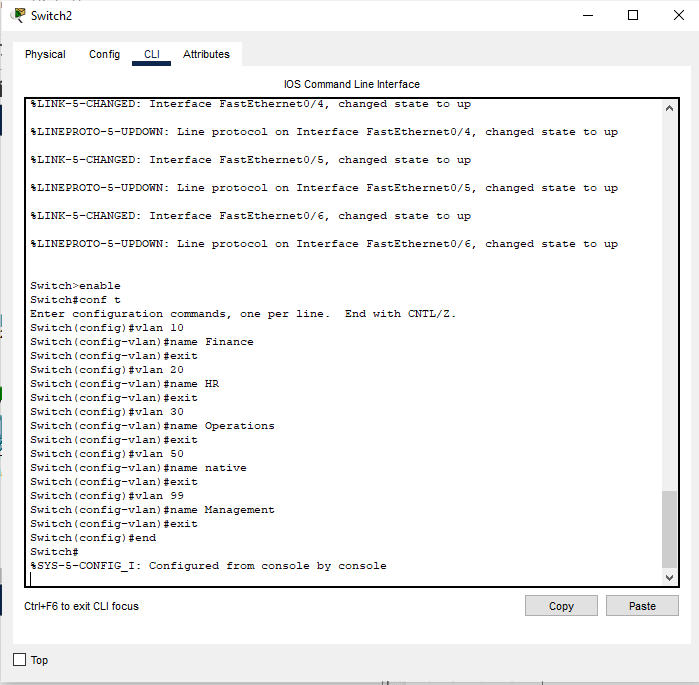 Switch2
Physical Config CLI Attributes
IOS Command Line Interface
%LINK-5-CHANGED: Interface FastEthernet0/4, changed state to up
%LINEPROTO-5-UPDOWN: Line protocol on Interface FastEthernet0/4, changed state to up
%LINK-5-CHANGED: Interface FastEthernet0/5, changed state to up
%LINEPROTO-5-UPDOWN: Line protocol on Interface FastEthernet0/5, changed state to up
%LINK-5-CHANGED: Interface FastEthernet0/6, changed state to up
%LINEPROTO-5-UPDOWN: Line protocol on Interface FastEthernet0/6, changed state to up
Switch>enable
Switch#conf t
Enter configuration commands, one per line.  End with CNTL/Z.
Switch(config)#vlan 10
Switch(config-vlan)#name Finance
Switch(config-vlan)#exit
Switch(config)#vlan 20
Switch(config-vlan)#name HR
Switch(config-vlan)#exit
Switch(config)#vlan 30
Switch(config-vlan)#name Operations
Switch(config-vlan)#exit
Switch(config)#vlan 50
Switch(config-vlan)#name native
Switch(config-vlan)#exit
Switch(config)#vlan 99
Switch(config-vlan)#name Management
Switch(config-vlan)#exit
Switch(config)#end
Switch#
%SYS-5-CONFIG_I: Configured from console by console
Ctrl+F6 to exit CLI focus
Copy Paste
Top